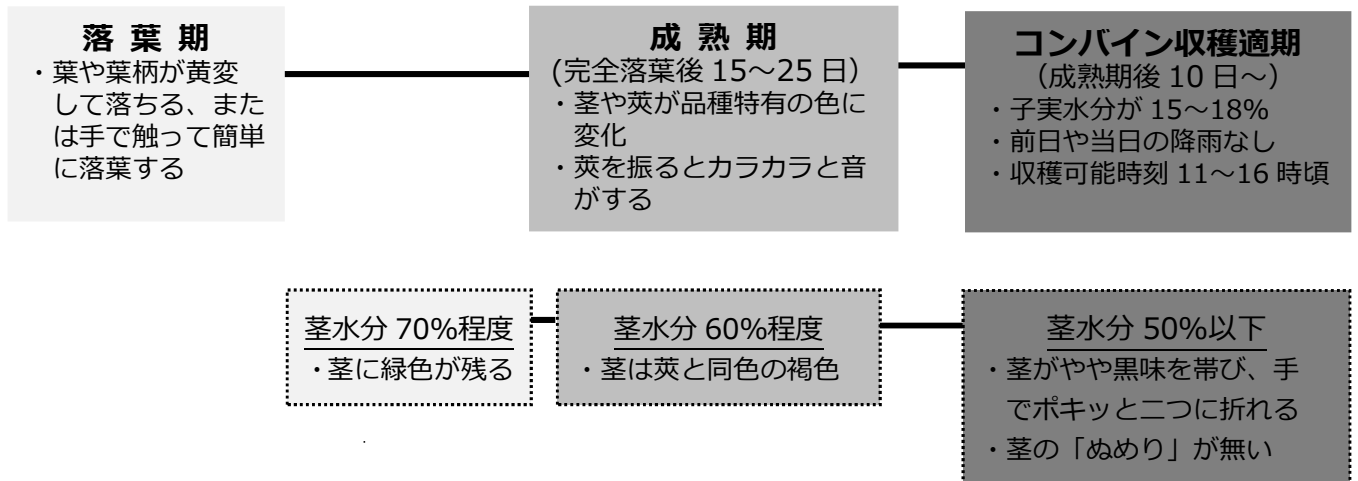 落 葉 期
・葉や葉柄が黄変
して落ちる、また
は手で触って簡単
に落葉する
成 熟 期
(完全落葉後 15～25 日)
・茎や莢が品種特有の色に
変化
・莢を振るとカラカラと音
がする
コンバイン収穫適期
（成熟期後 10 日～）
・子実水分が 15～18%
・前日や当日の降雨なし
・収穫可能時刻 11～16 時頃
茎水分 70%程度
・茎に緑色が残る
茎水分 60%程度
・茎は莢と同色の褐色
茎水分 50%以下
・茎がやや黒味を帯び、手
でポキッと二つに折れる
・茎の「ぬめり」が無い